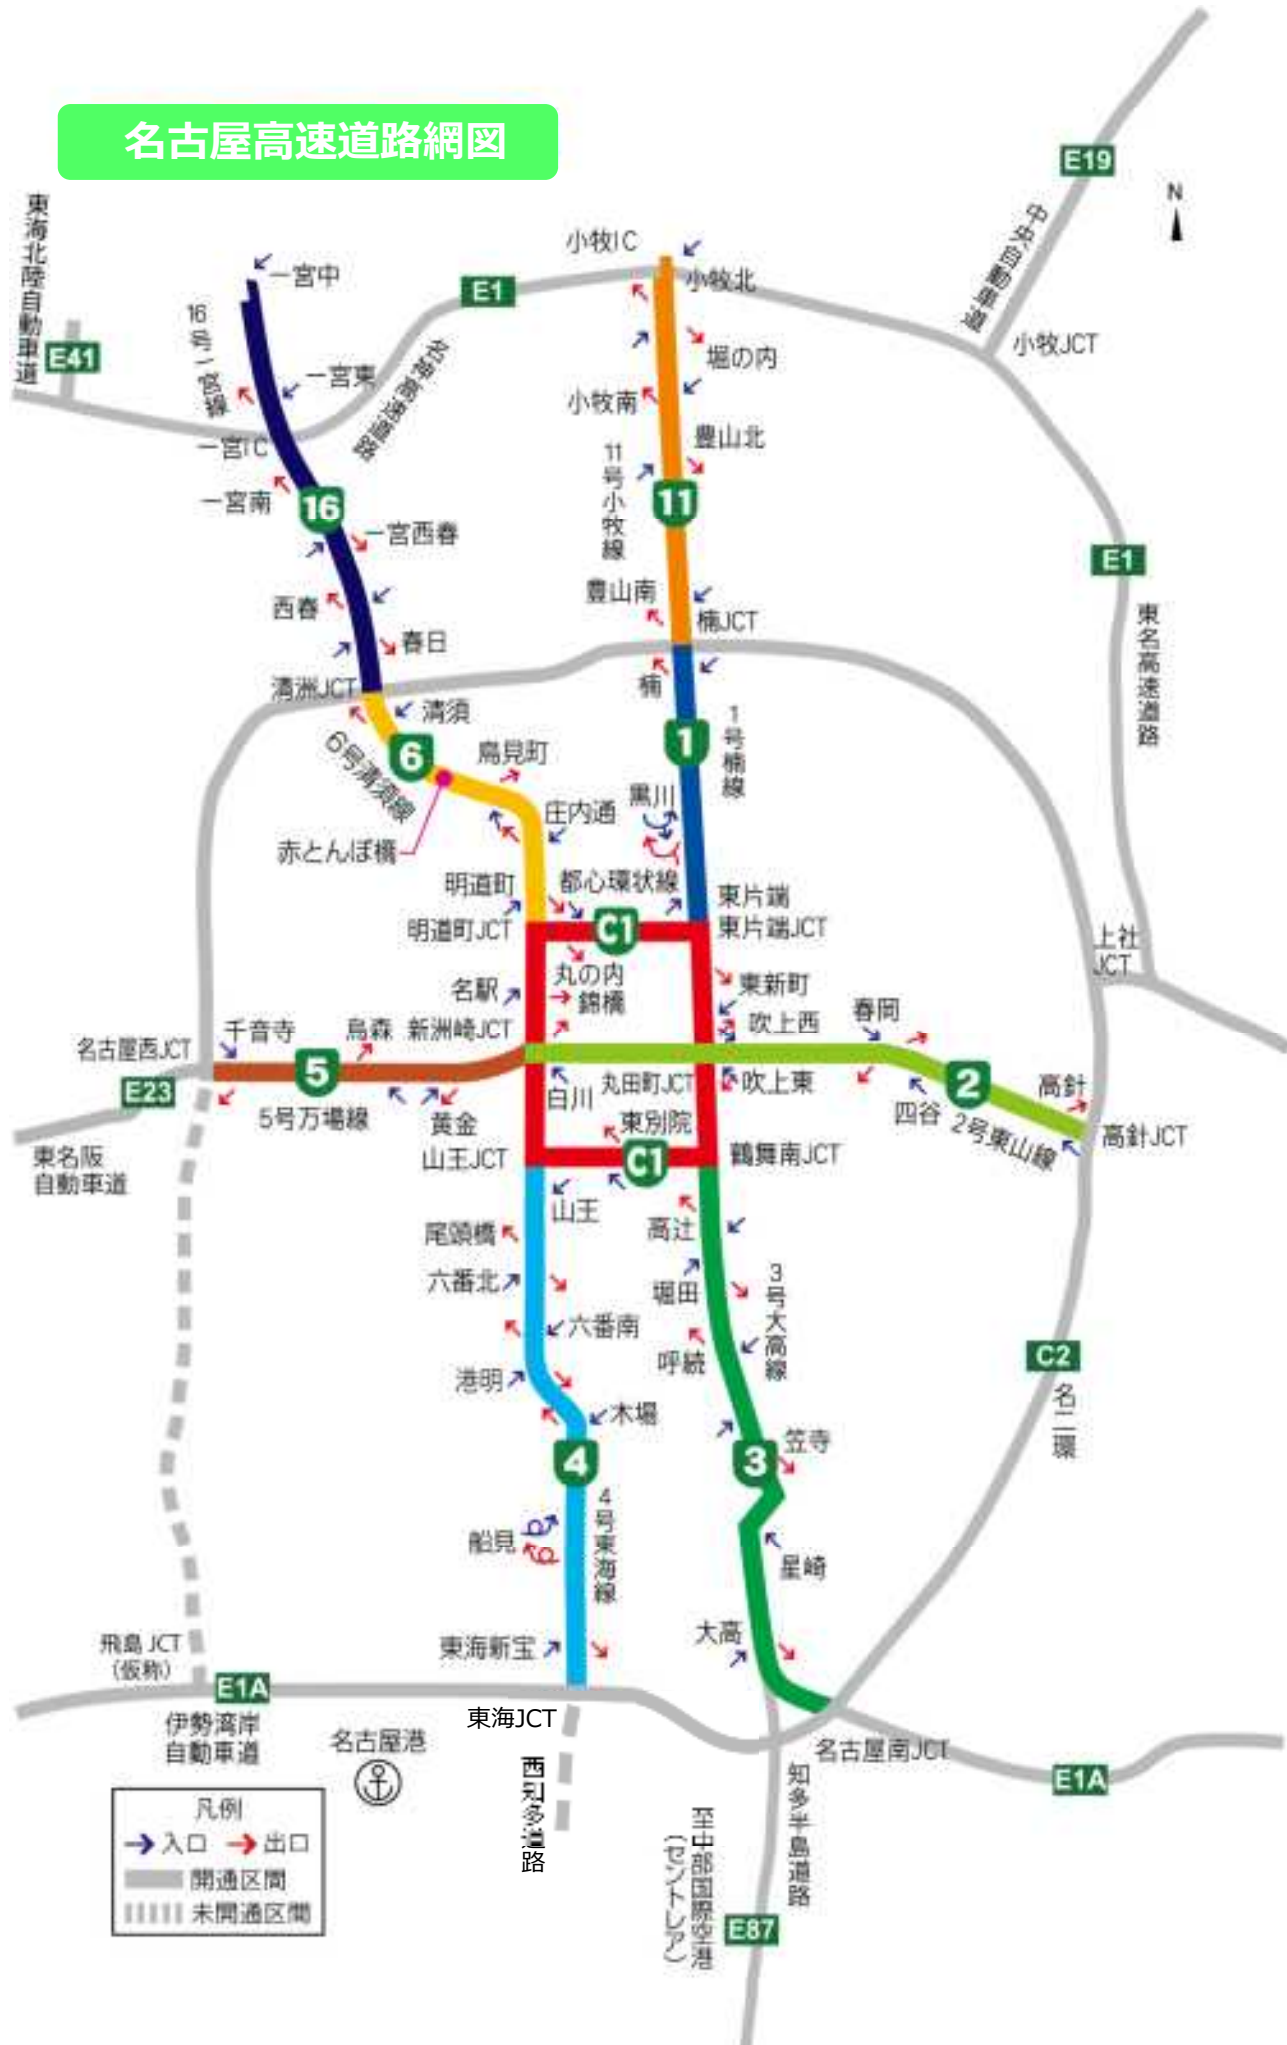 名古屋高速道路網図
E19
N
中央自動車道
東海北陸自動車道
小牧IC
一宮中
小牧北
E1
16号一宮線
E41
堀の内
小牧JCT
一宮東
名神高速道路
小牧南
豊山北
一宮IC
11号小牧線
一宮南
16
11
一宮西春
E1
豊山南
西春
楠JCT
東名高速道路
春日
清洲JCT
楠
清須
1号楠線
6号清須線
6
1
鳥見町
黒川
庄内通
赤とんぼ橋
明道町
都心環状線
東片端
明道町JCT
C1
東片端JCT
上社
JCT
丸の内
名駅
錦橋
東新町
千音寺
烏森
新洲崎JCT
吹上西
春岡
名古屋西JCT
5
E23
白川
丸田町JCT
吹上東
2
高針
5号万場線
黄金
東別院
四谷
2号東山線
高針JCT
東名阪
自動車道
山王JCT
C1
鶴舞南JCT
山王
高辻
尾頭橋
六番北
堀田
3号大高線
六番南
呼続
C2
港明
名二環
木場
4
3
笠寺
4号東海線
船見
星崎
飛島 JCT
(仮称)
東海新宝
大高
E1A
伊勢湾岸
自動車道
東海JCT
名古屋港
名古屋南JCT
西知多道路
知多半島道路
E1A
凡例
入口 出口
開通区間
未開通区間
至中部国際空港
(セントレア)
E87